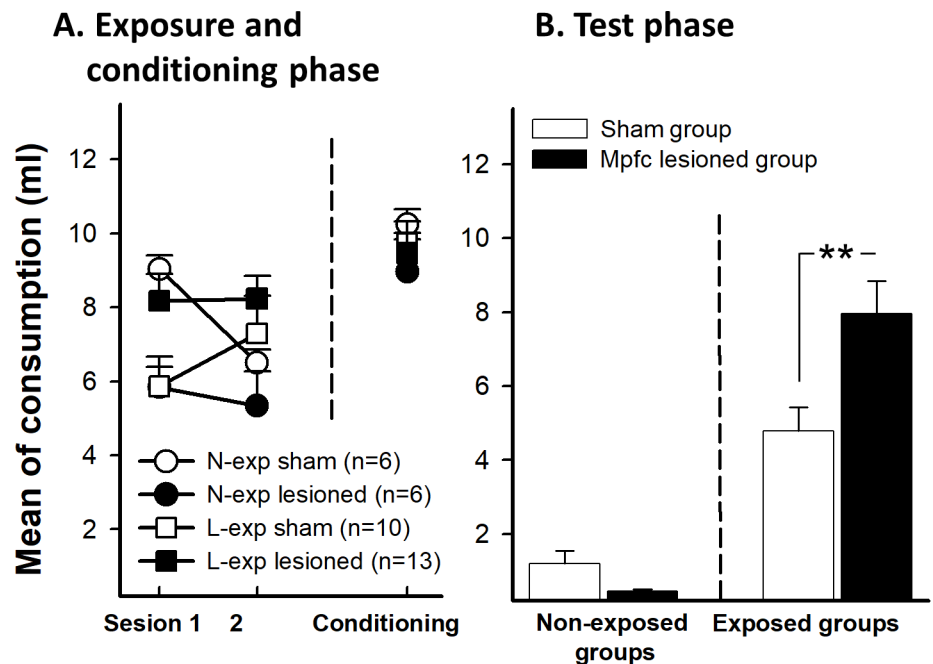 A. Exposure and
conditioning phase
Mean of consumption (ml)
12
10
8
6
4
2
N-exp sham (n=6)
N-exp lesioned (n=6)
L-exp sham (n=10)
L-exp lesioned (n=13)
Sesion 1 2 Conditioning
B. Test phase
Sham group
Mpfc lesioned group
12
10
8
6
4
2
**
Non-exposed
groups
Exposed groups